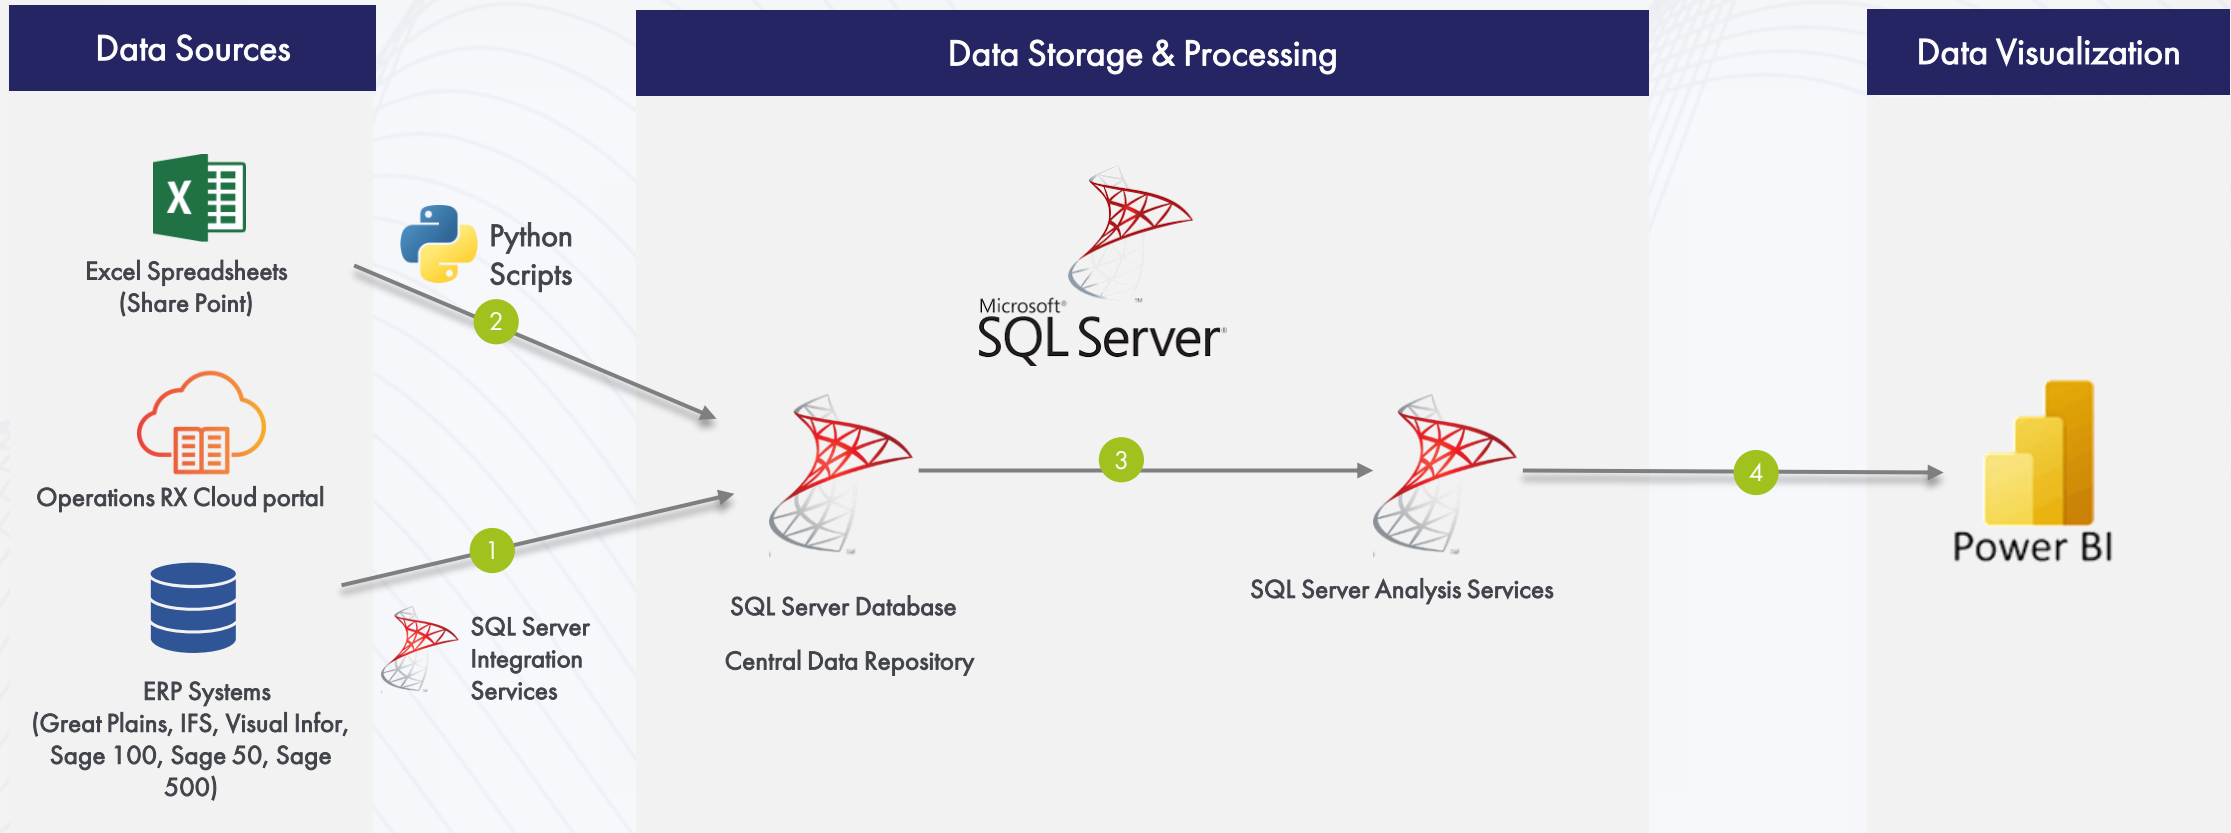 Data Sources
Data Storage & Processing
Data Visualization
X
Excel Spreadsheets
(Share Point)
Python
Scripts
2
Microsoft®
SQL Server®
™
Operations RX Cloud portal
1
3
4
Power BI
SQL Server
Integration
Services
SQL Server Database
Central Data Repository
SQL Server Analysis Services
ERP Systems
(Great Plains, IFS, Visual Infor,
Sage 100, Sage 50, Sage
500)